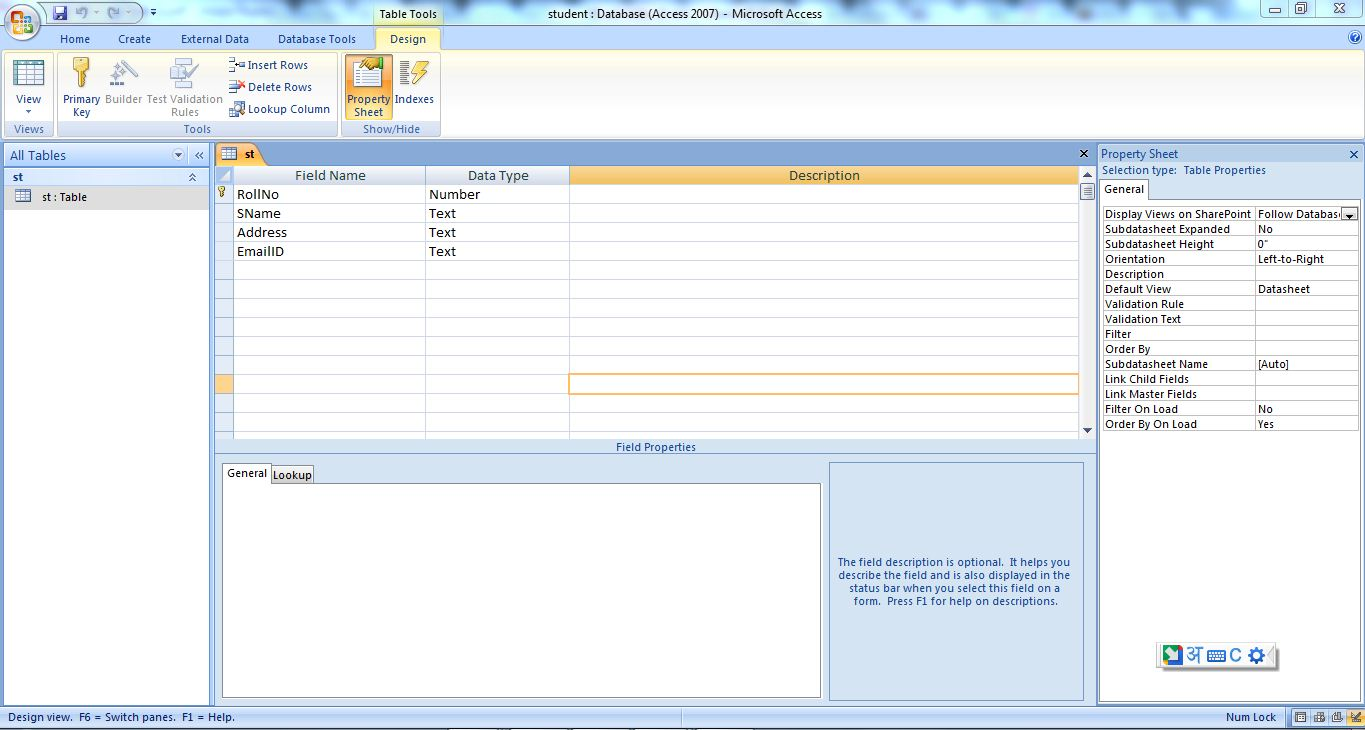 Table Tools
student : Database (Access 2007) - Microsoft Access
Home Create External Data Database Tools Design
View
Primary Key
Builder
Test Validation Rules
Insert Rows
Delete Rows
Lookup Column
Property Sheet
Indexes
Views
Tools
Show/Hide
All Tables
st
st : Table
st
Field Name Data Type Description
RollNo Number
SName Text
Address Text
EmailID Text
Field Properties
General Lookup
The field description is optional. It helps you
describe the field and is also displayed in the
status bar when you select this field on a
form. Press F1 for help on descriptions.
Property Sheet
Selection type: Table Properties
General
Display Views on SharePoint Follow Databas
Subdatasheet Expanded No
Subdatasheet Height 0"
Orientation Left-to-Right
Description
Default View Datasheet
Validation Rule
Validation Text
Filter
Order By
Subdatasheet Name [Auto]
Link Child Fields
Link Master Fields
Filter On Load No
Order By On Load Yes
अ C
Design view. F6 = Switch panes. F1 = Help.
Num Lock